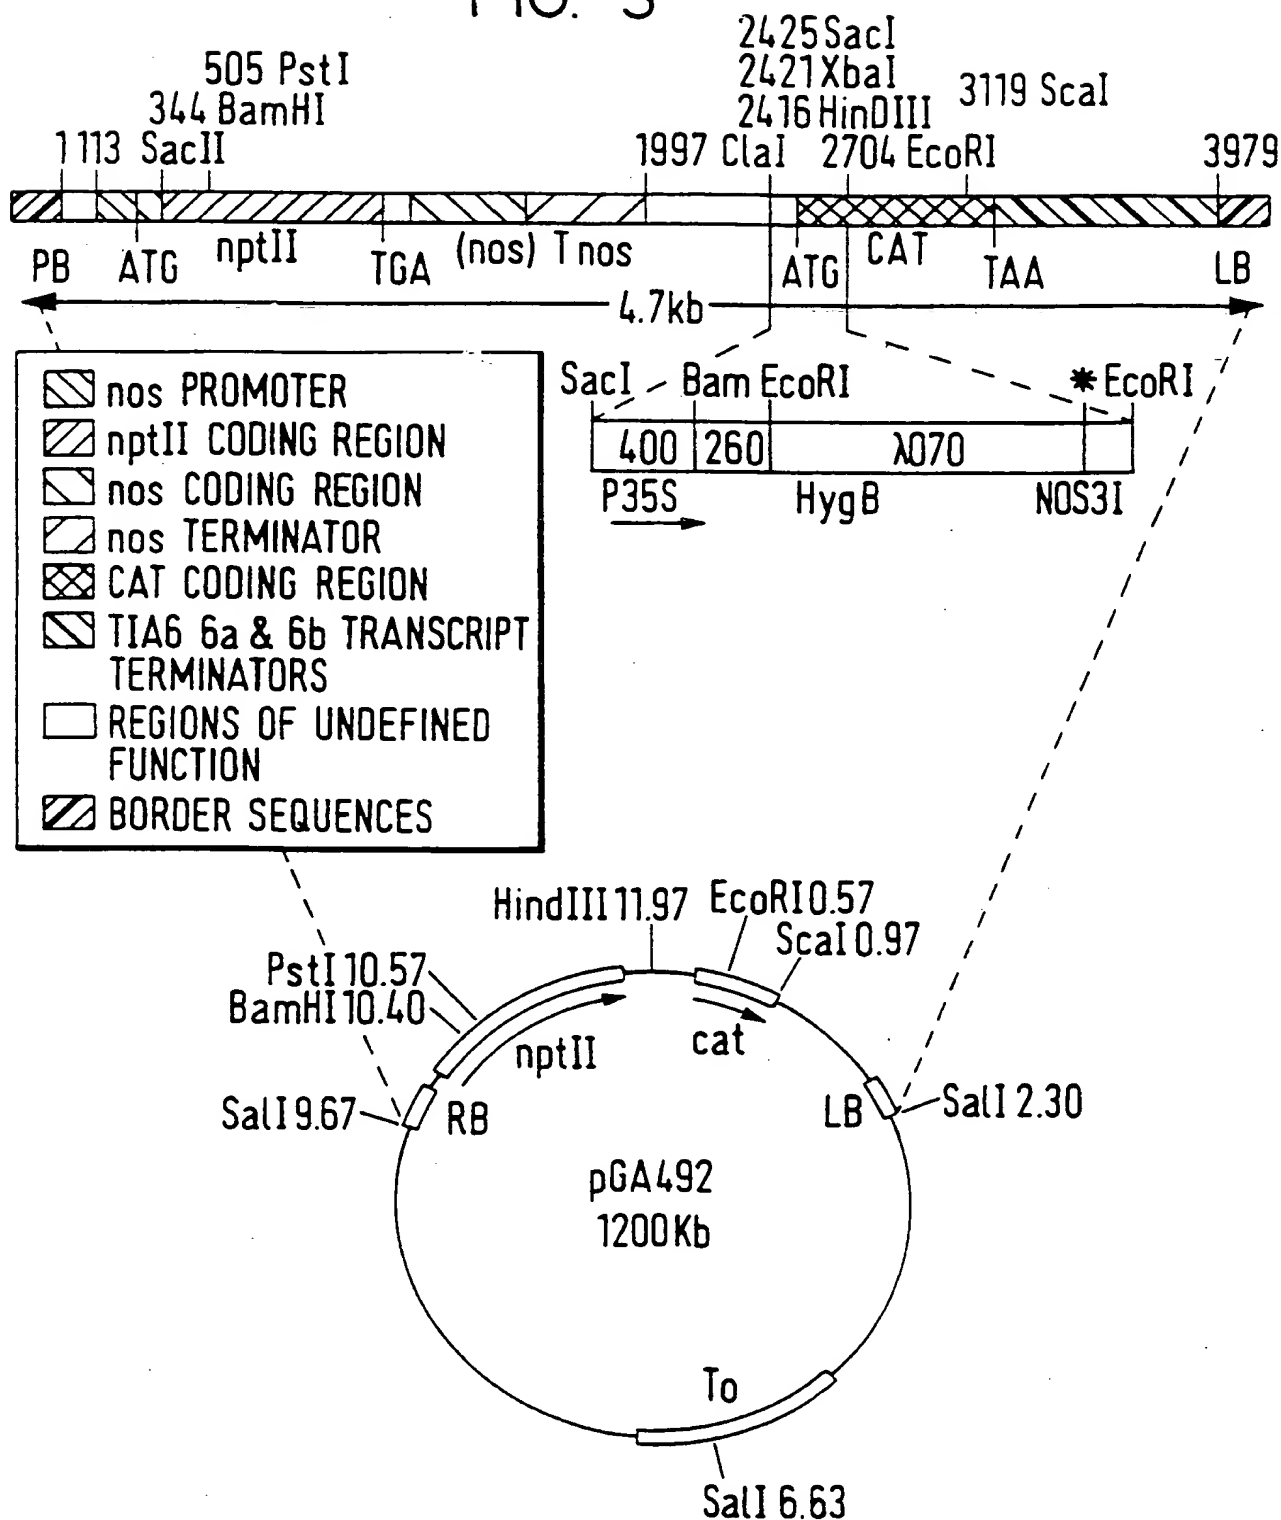 FIG. 3
2425 SacI
505 PstI
2421 XbaI
3119 ScaI
344 BamHI
2416 HinDIII
1 113 SacII
1997 ClaI
2704 EcoRI
3979
PB
ATG
nptII
TGA
(nos) Tnos
ATG
CAT
TAA
LB
4.7kb
nos PROMOTER
nptII CODING REGION
nos CODING REGION
nos TERMINATOR
CAT CODING REGION
TIA6 6a & 6b TRANSCRIPT
TERMINATORS
REGIONS OF UNDEFINED
FUNCTION
BORDER SEQUENCES
SacI
Bam EcoRI
* EcoRI
400
260
λ070
P35S
HygB
NOS3I
HindIII 11.97
EcoRI 0.57
ScaI 0.97
PstI 10.57
BamHI 10.40
nptII
cat
SalI 9.67
RB
LB
SalI 2.30
pGA492
1200Kb
To
SalI 6.63